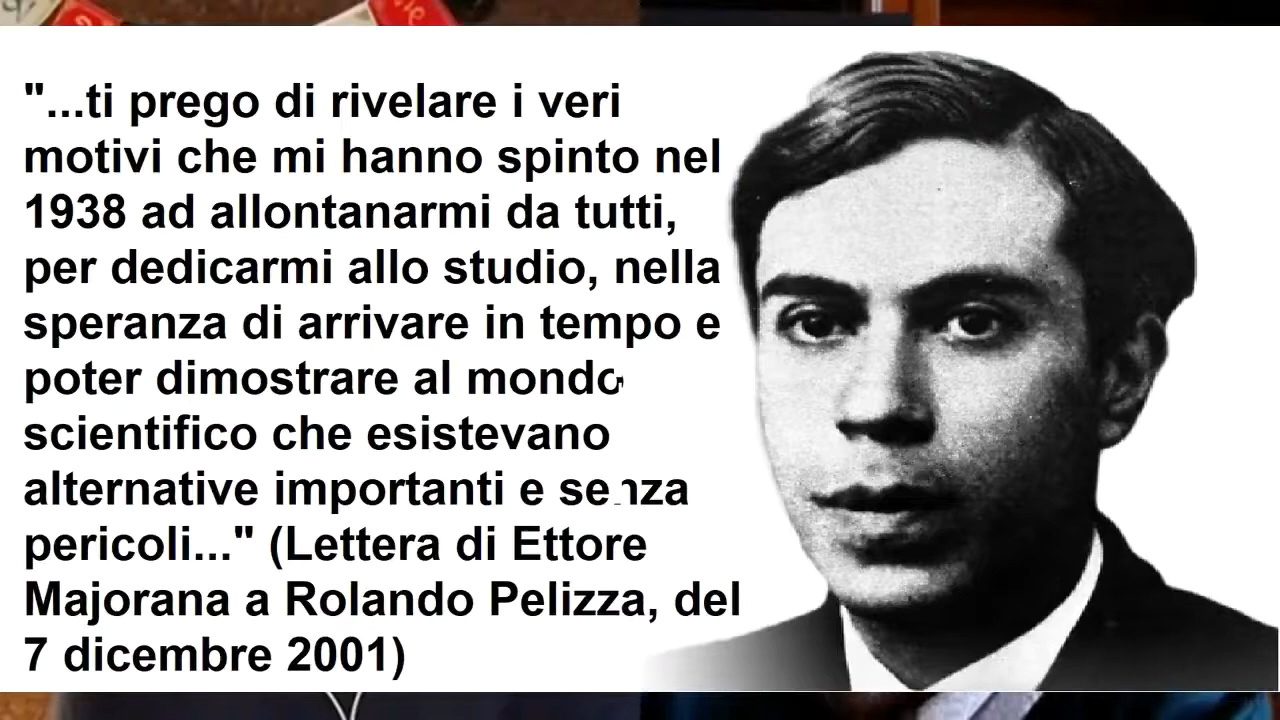 "...ti prego di rivelare i veri
motivi che mi hanno spinto nel
1938 ad allontanarmi da tutti,
per dedicarmi allo studio, nella
speranza di arrivare in tempo e
poter dimostrare al mondo
scientifico che esistevano
alternative importanti e senza
pericoli..." (Lettera di Ettore
Majorana a Rolando Pelizza, del
7 dicembre 2001)